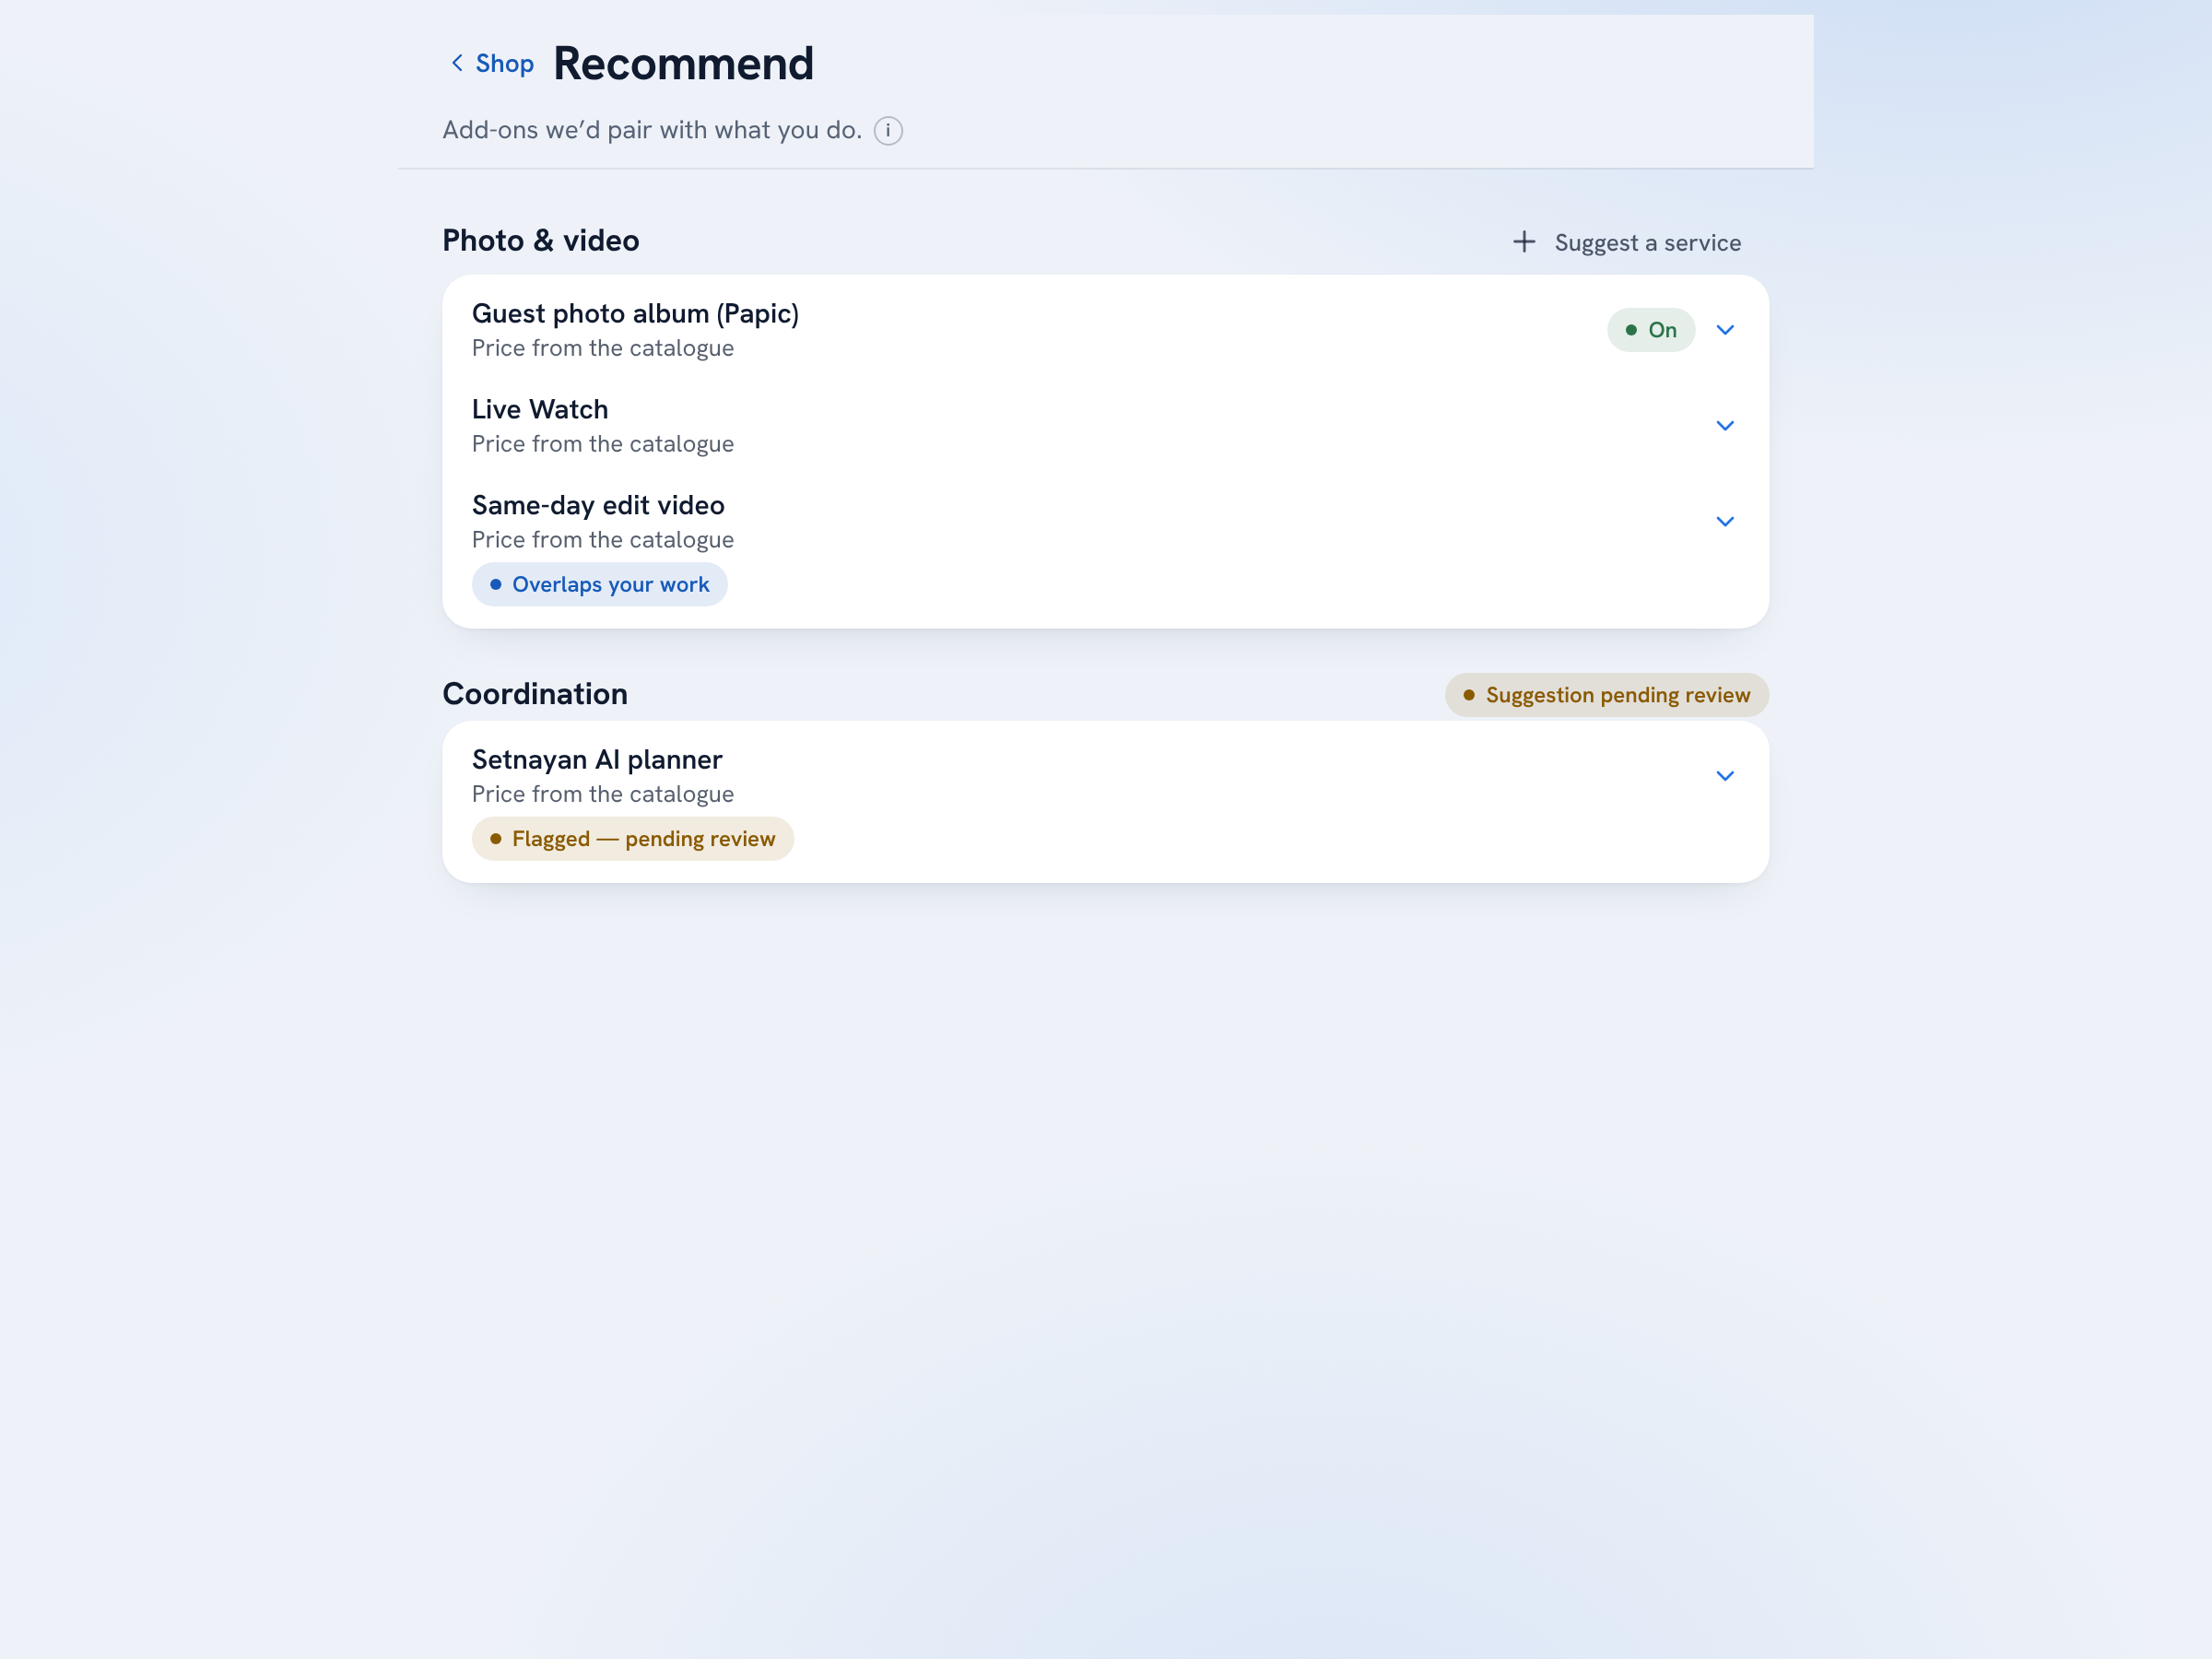 Shop Recommend
Add-ons we’d pair with what you do. i
Photo & video
Suggest a service
Guest photo album (Papic)
Price from the catalogue
On
Live Watch
Price from the catalogue
Same-day edit video
Price from the catalogue
Overlaps your work
Coordination
Suggestion pending review
Setnayan AI planner
Price from the catalogue
Flagged — pending review